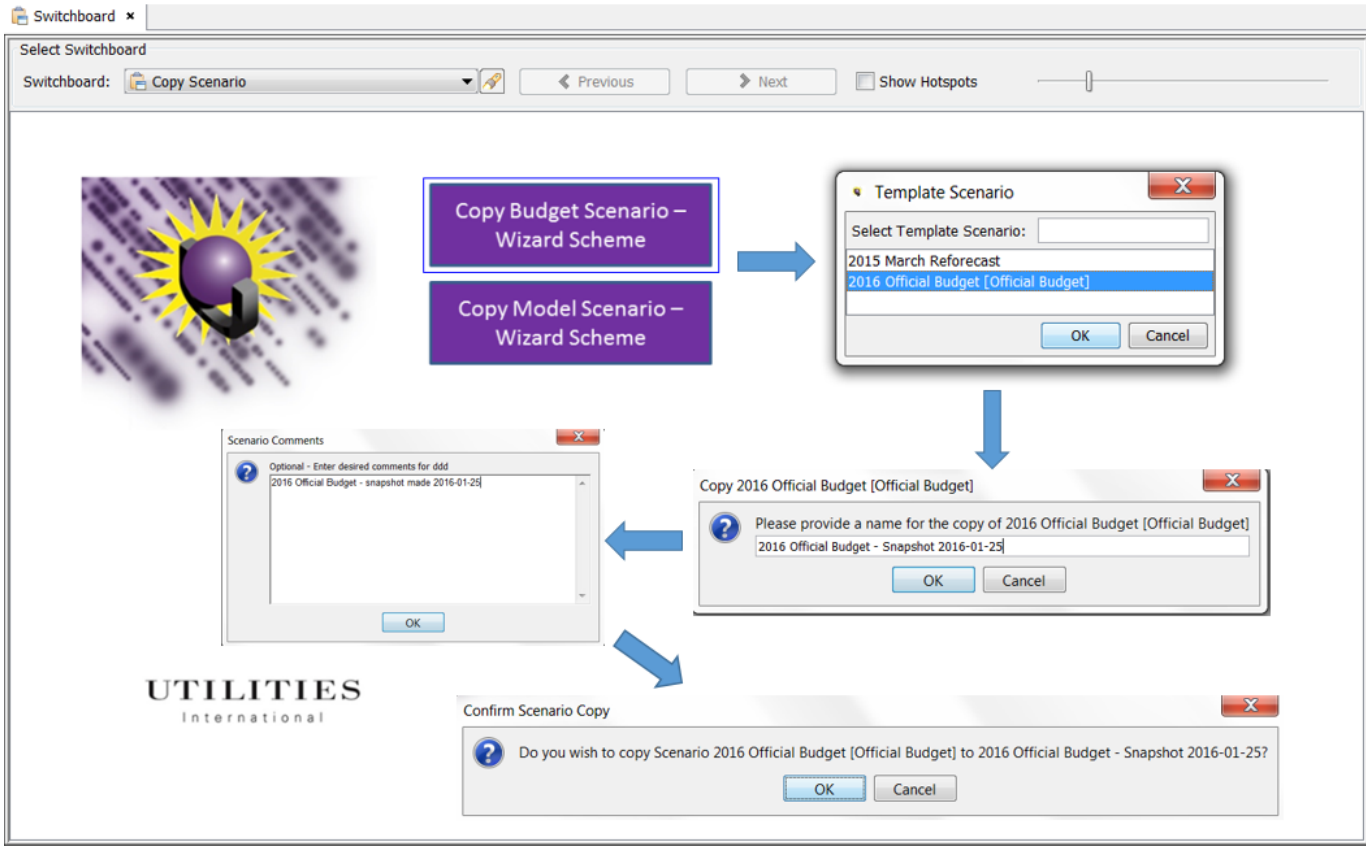 Switchboard
Select Switchboard
Switchboard: Copy Scenario Previous Next Show Hotspots
Copy Budget Scenario –
Wizard Scheme
Copy Model Scenario –
Wizard Scheme
Template Scenario
Select Template Scenario:
2015 March Reforecast
2016 Official Budget [Official Budget]
OK Cancel
Copy 2016 Official Budget [Official Budget]
Please provide a name for the copy of 2016 Official Budget [Official Budget]
2016 Official Budget - Snapshot 2016-01-25
OK Cancel
Scenario Comments
Optional - Enter desired comments for ddd
2016 Official Budget - snapshot made 2016-01-25
OK
UTILITIES
International
Confirm Scenario Copy
Do you wish to copy Scenario 2016 Official Budget [Official Budget] to 2016 Official Budget - Snapshot 2016-01-25?
OK Cancel